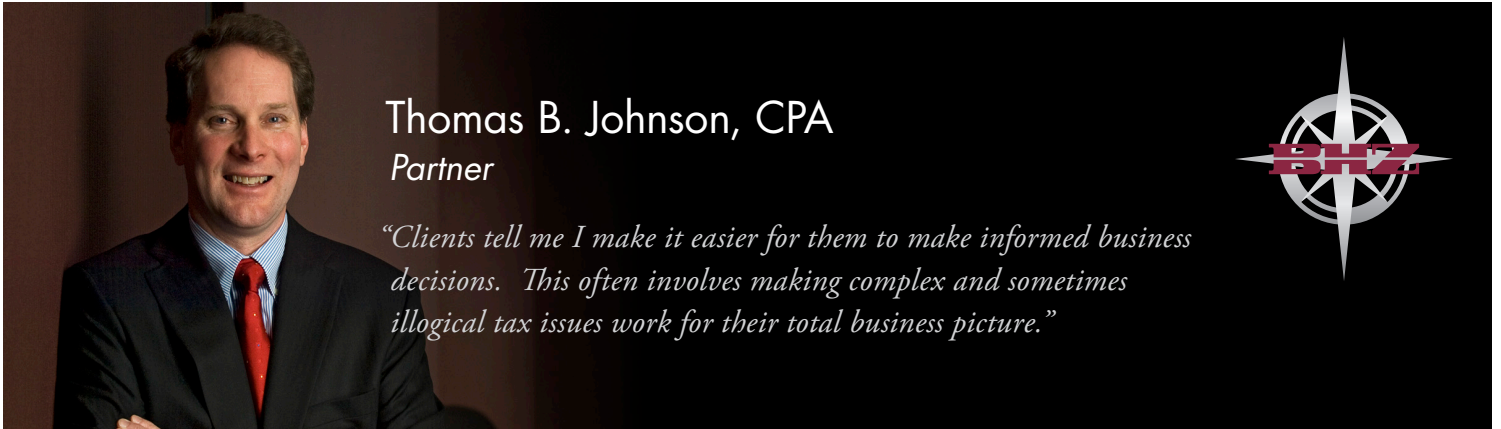 Thomas B. Johnson, CPA
Partner
“Clients tell me I make it easier for them to make informed business
decisions.  This often involves making complex and sometimes
illogical tax issues work for their total business picture.”
BHZ